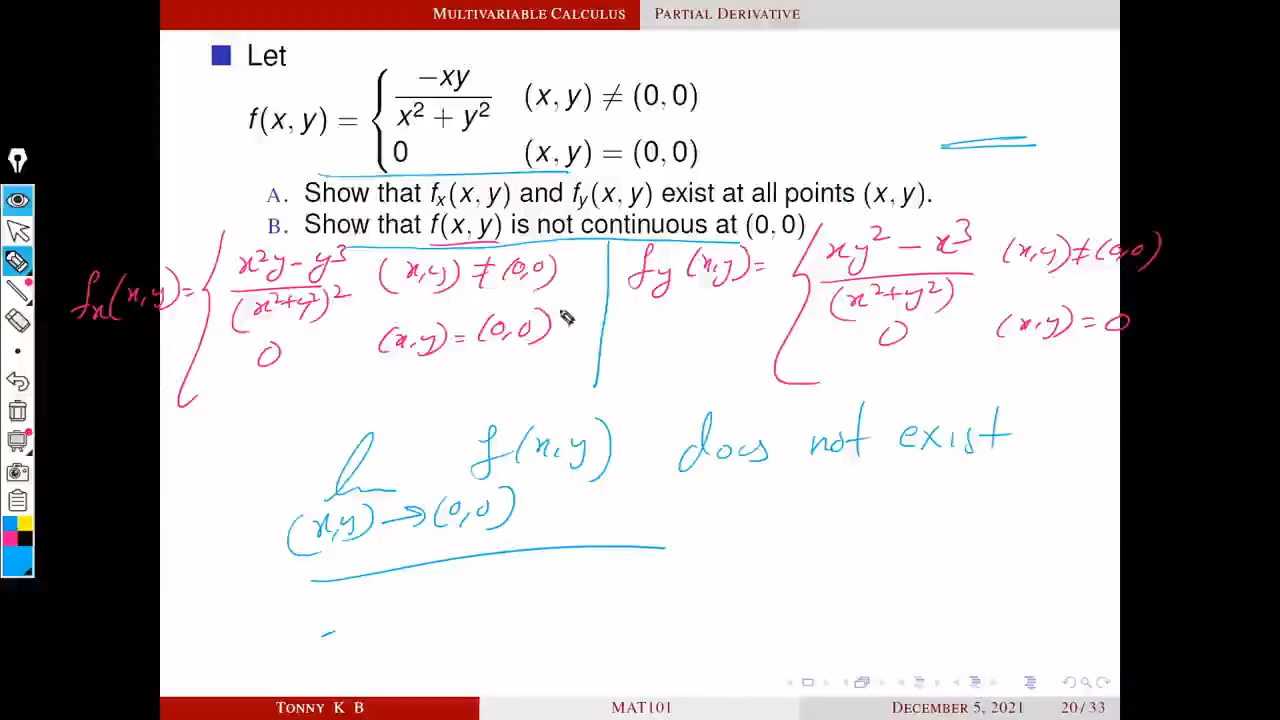 MULTIVARIABLE CALCULUS PARTIAL DERIVATIVE
Let
f(x, y) = { −xy / (x² + y²) (x, y) ≠ (0, 0)
0 (x, y) = (0, 0)
A. Show that fₓ(x, y) and f_y(x, y) exist at all points (x, y).
B. Show that f(x, y) is not continuous at (0, 0)
fₓ(x,y) = { x²y − y³ / (x²+y²)² (x,y) ≠ (0,0)
0 (x,y) = (0,0)
f_y(x,y) = { xy² − x³ / (x²+y²) (x,y) ≠ (0,0)
0 (x,y) = 0
lim f(x,y) does not exist
(x,y) → (0,0)
TONNY K B MAT101 DECEMBER 5, 2021 20/33